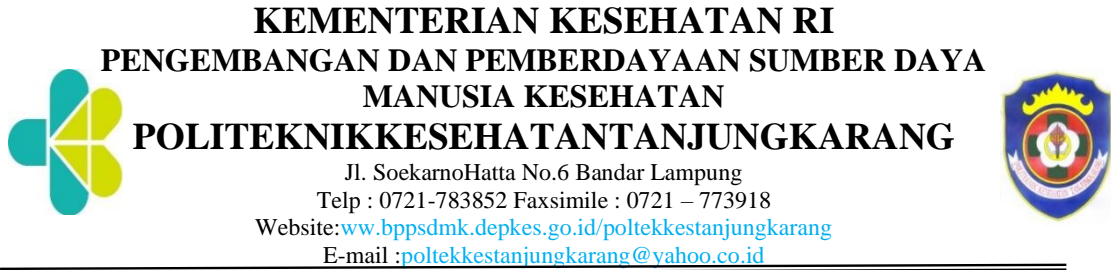 KEMENTERIAN KESEHATAN RI
PENGEMBANGAN DAN PEMBERDAYAAN SUMBER DAYA
MANUSIA KESEHATAN
POLITEKNIKKESEHATANTANJUNGKARANG
Jl. SoekarnoHatta No.6 Bandar Lampung
Telp : 0721-783852 Faxsimile : 0721 – 773918
Website:ww.bppsdmk.depkes.go.id/poltekkestanjungkarang
E-mail :poltekkestanjungkarang@yahoo.co.id